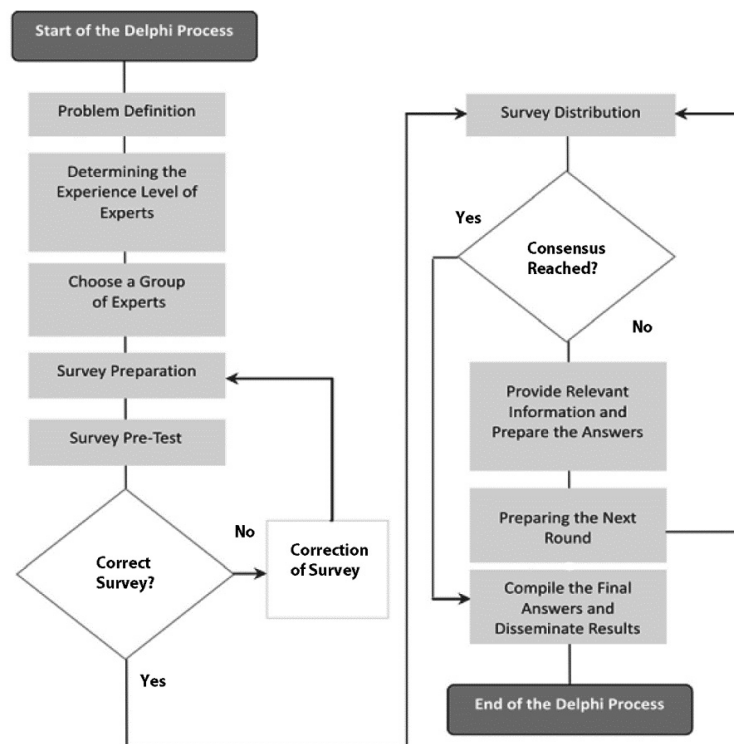 Start of the Delphi Process
Problem Definition
Determining the
Experience Level of
Experts
Choose a Group
of Experts
Survey Preparation
Survey Pre-Test
Correct
Survey?
No
Correction
of Survey
Yes
Survey Distribution
Yes
Consensus
Reached?
No
Provide Relevant
Information and
Prepare the Answers
Preparing the Next
Round
Compile the Final
Answers and
Disseminate Results
End of the Delphi Process